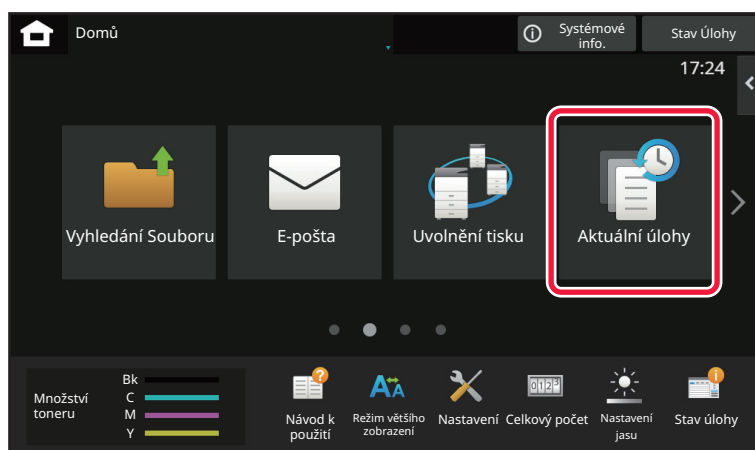 Domů
Systémové
info.
Stav Úlohy
17:24
Vyhledání Souboru
E-pošta
Uvolnění tisku
Aktuální úlohy
Množství
toneru
Bk
C
M
Y
Návod k
použití
Režim většího
zobrazení
Nastavení
0123
Celkový počet
Nastavení
jasu
Stav úlohy